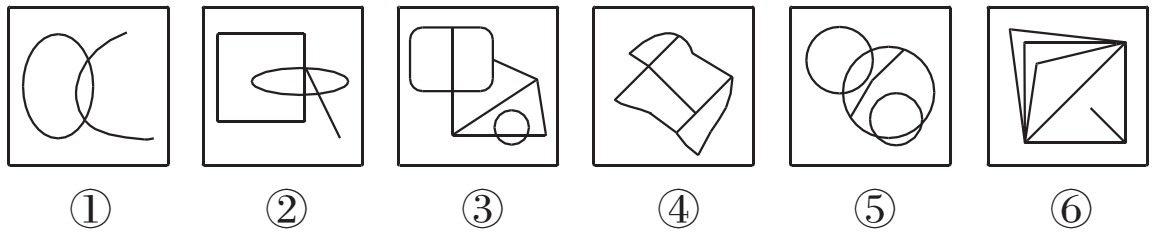 ① ② ③ ④ ⑤ ⑥